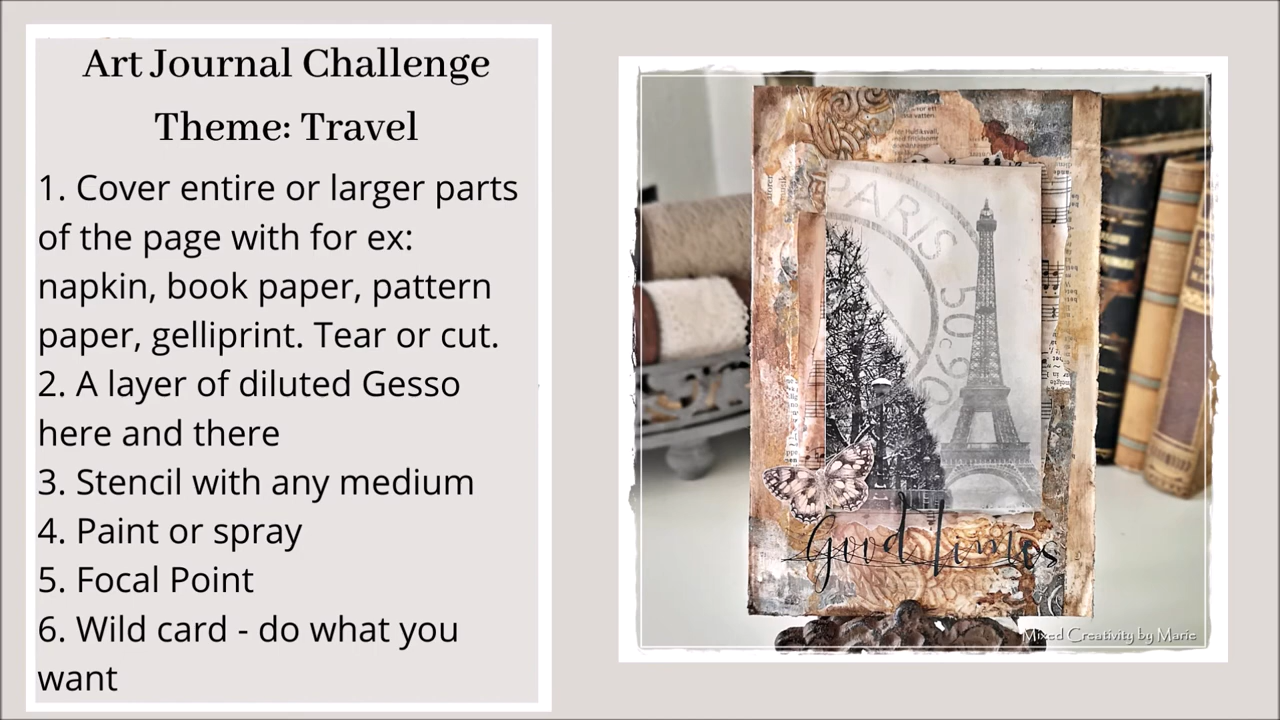 Art Journal Challenge
Theme: Travel
1. Cover entire or larger parts
of the page with for ex:
napkin, book paper, pattern
paper, gelliprint. Tear or cut.
2. A layer of diluted Gesso
here and there
3. Stencil with any medium
4. Paint or spray
5. Focal Point
6. Wild card - do what you
want
PARIS
Good times
Mixed Creativity by Marie